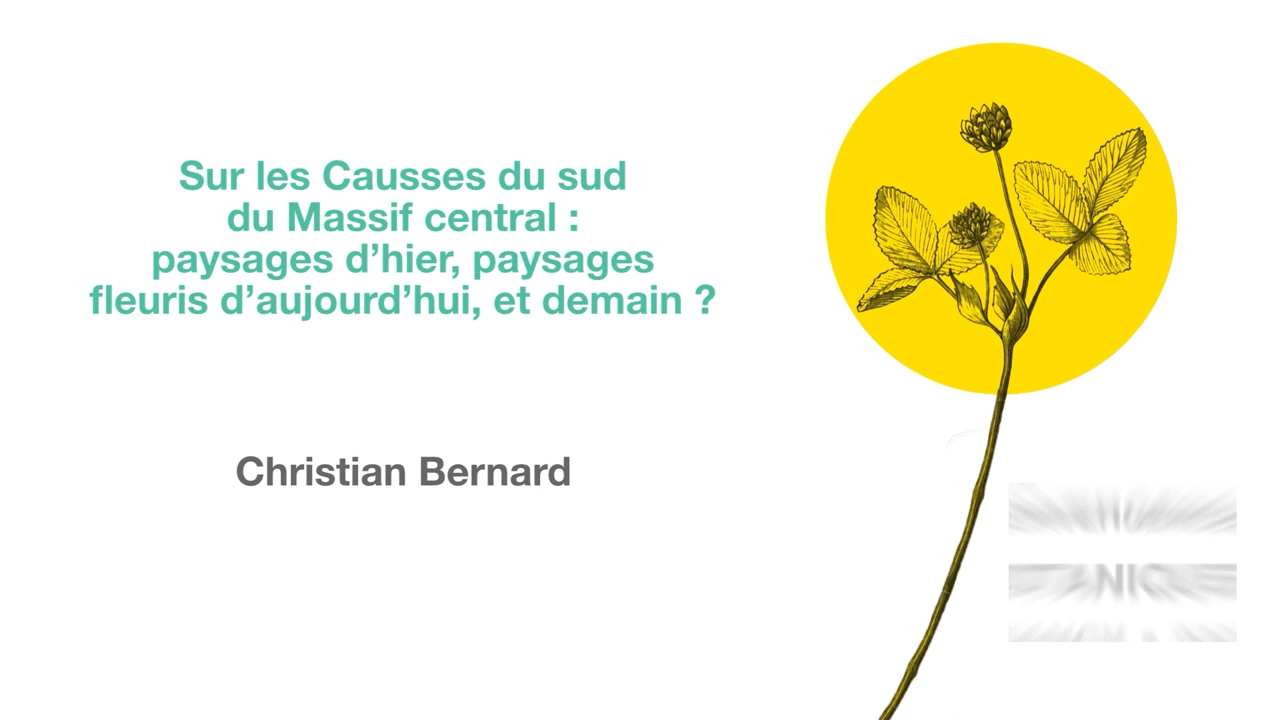 Sur les Causses du sud
du Massif central :
paysages d’hier, paysages
fleuris d’aujourd’hui, et demain ?
Christian Bernard